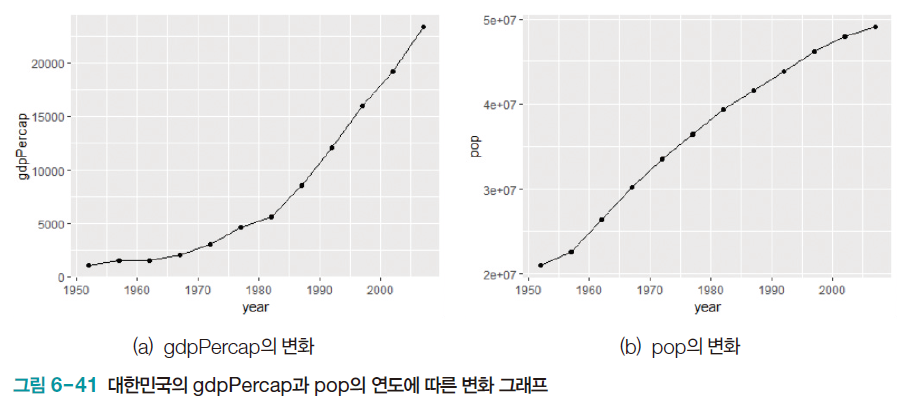 gdpPercap
20000
15000
10000
5000
0
1950 1960 1970 1980 1990 2000
year
pop
5e+07
4e+07
3e+07
2e+07
1950 1960 1970 1980 1990 2000
year
(a) gdpPercap의 변화
(b) pop의 변화
그림 6-41 대한민국의 gdpPercap과 pop의 연도에 따른 변화 그래프